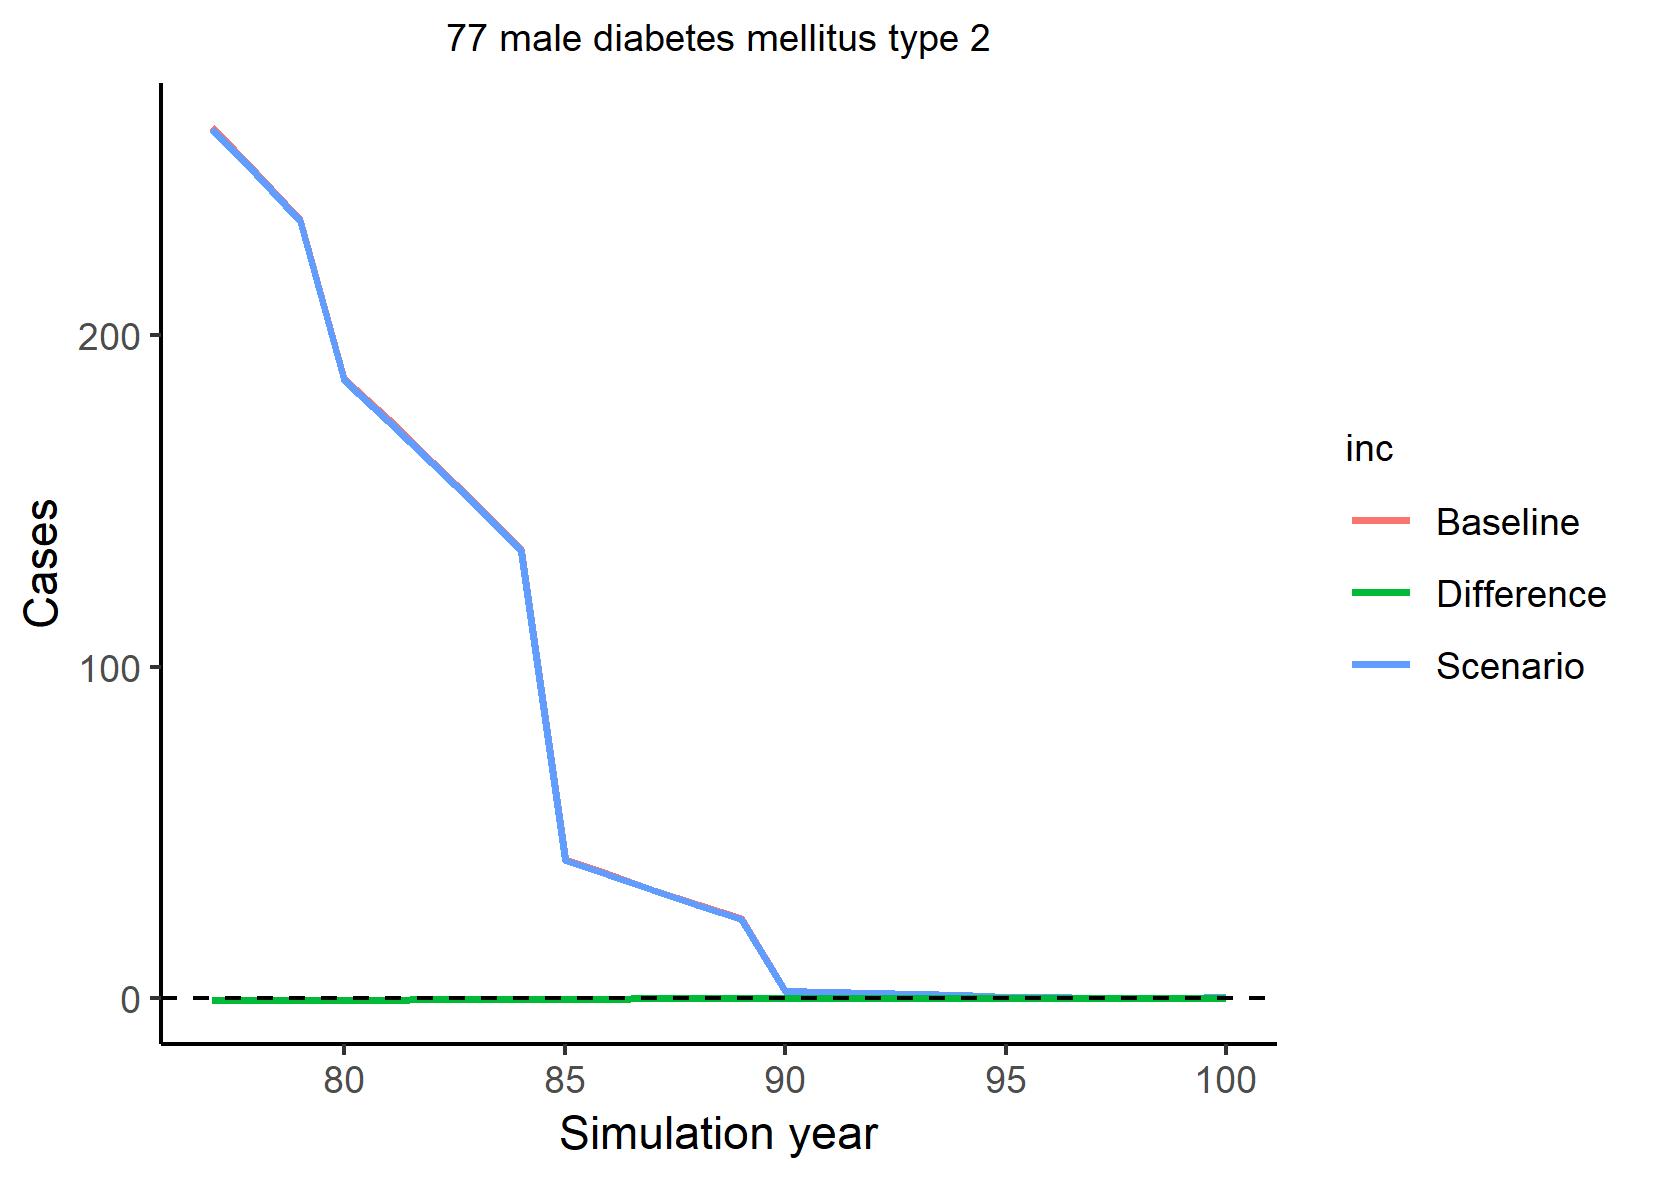 77 male diabetes mellitus type 2
Cases
200
100
0
80 85 90 95 100
Simulation year
inc
Baseline
Difference
Scenario